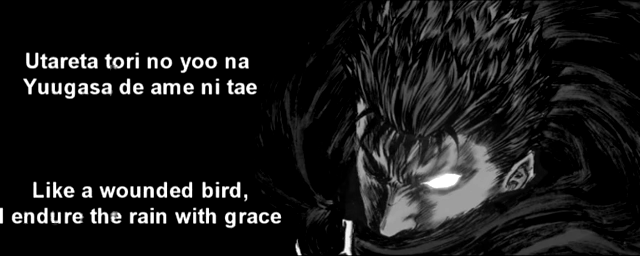 Utareta tori no yoo na
Yuugasa de ame ni tae
Like a wounded bird,
I endure the rain with grace